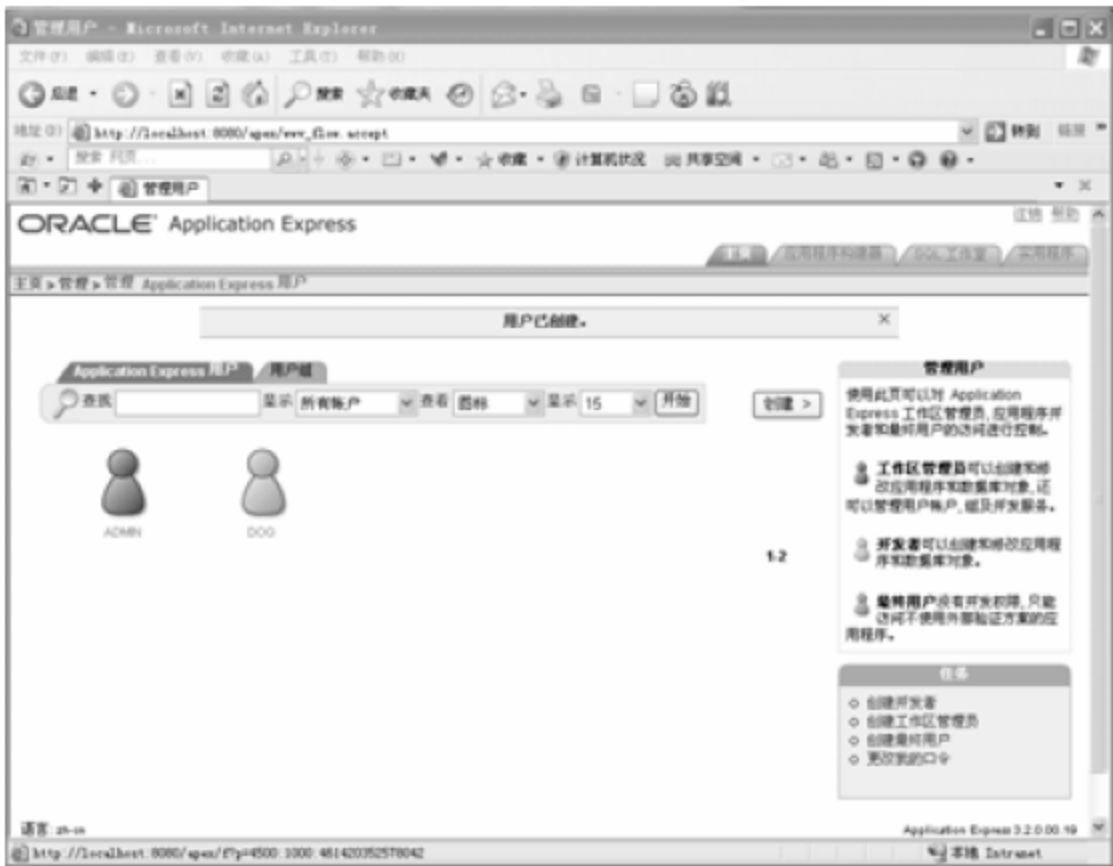 管理用户 - Microsoft Internet Explorer
文件(F) 编辑(E) 查看(V) 收藏(A) 工具(T) 帮助(H)
后退 搜索 收藏夹
地址(D) http://localhost:8080/apex/wwv_flow.accept 转到 链接 »
搜索 网页... 收藏 计算机状况 共享空间
管理用户
ORACLE Application Express
注销 帮助
主页 应用程序构建器 SQL 工作室 实用程序
主页 > 管理 > 管理 Application Express 用户
用户已创建。
Application Express 用户 用户组
查找 显示 所有帐户 查看 图标 显示 15 开始 创建 >
ADMIN DOG
1-2
管理用户
使用此页可以对 Application
Express 工作区管理员,应用程序开
发者和最终用户的访问进行控制。
工作区管理员可以创建和修
改应用程序和数据库对象,还
可以管理用户帐户,组及开发服务。
开发者可以创建和修改应用程
序和数据库对象。
最终用户没有开发权限,只能
访问不使用外部验证方案的应
用程序。
任务
创建开发者
创建工作区管理员
创建最终用户
更改我的口令
语言: zh-cn
Application Express 3.2.0.00.19
http://localhost:8080/apex/f?p=4500:1000:461420352578042
本地 Intranet